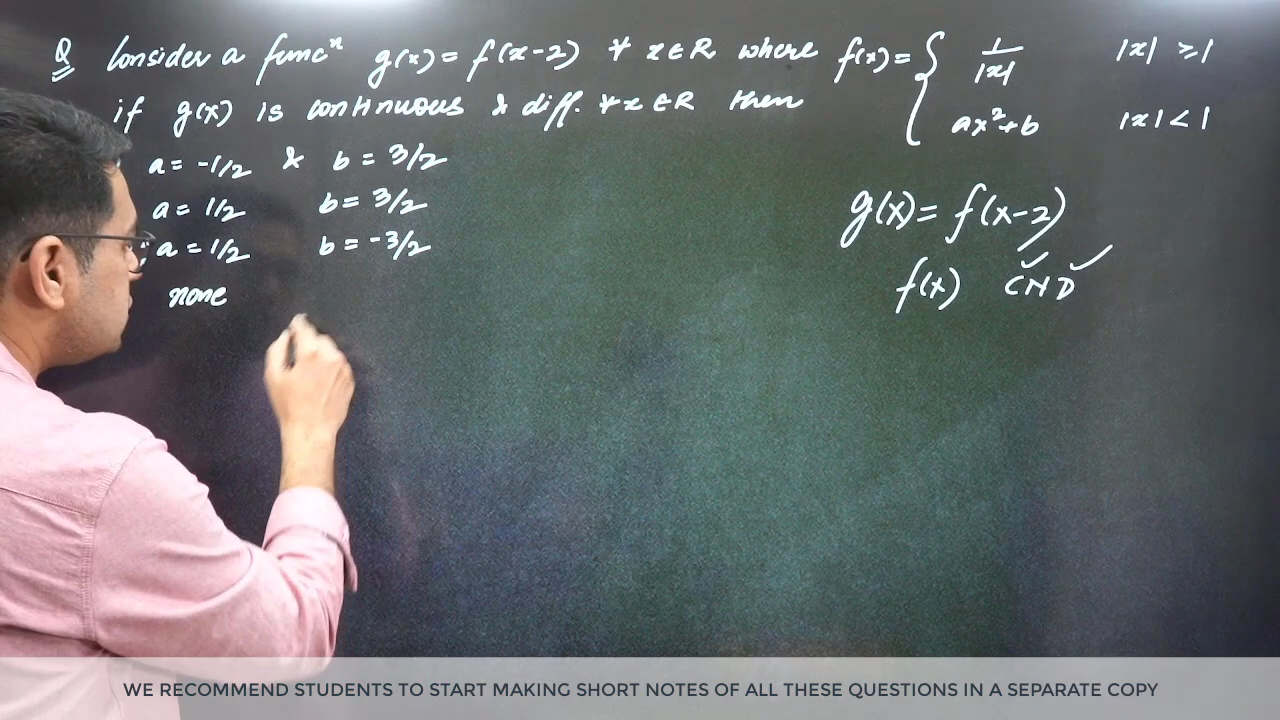 Q Consider a funcⁿ g(x) = f(x-2) ∀ x∈R where f(x) = { 1/|x| |x| ≥ 1
if g(x) is continuous & diff. ∀ x ∈ R then ax²+b |x| < 1
a = -1/2 & b = 3/2
a = 1/2 b = 3/2
a = 1/2 b = -3/2
none
g(x) = f(x-2)
f(x) C N D
WE RECOMMEND STUDENTS TO START MAKING SHORT NOTES OF ALL THESE QUESTIONS IN A SEPARATE COPY